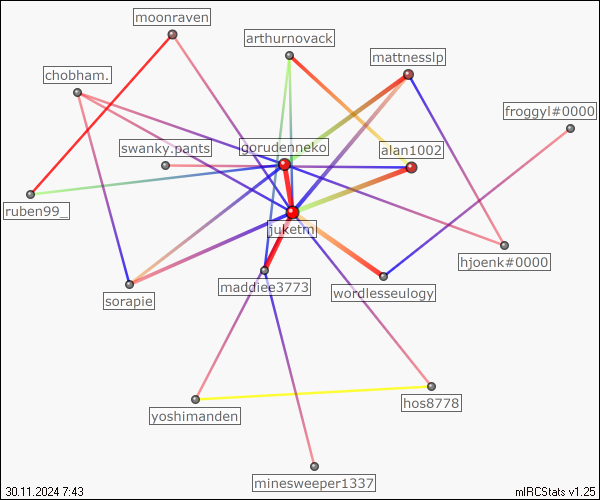 moonraven
arthurnovack
mattnesslp
chobham.
froggyl#0000
swanky.pants
gorudenneko
alan1002
ruben99_
juketm
hjoenk#0000
sorapie
maddiee3773
wordlesseulogy
yoshimanden
hos8778
minesweeper1337
30.11.2024 7:43
mIRCStats v1.25